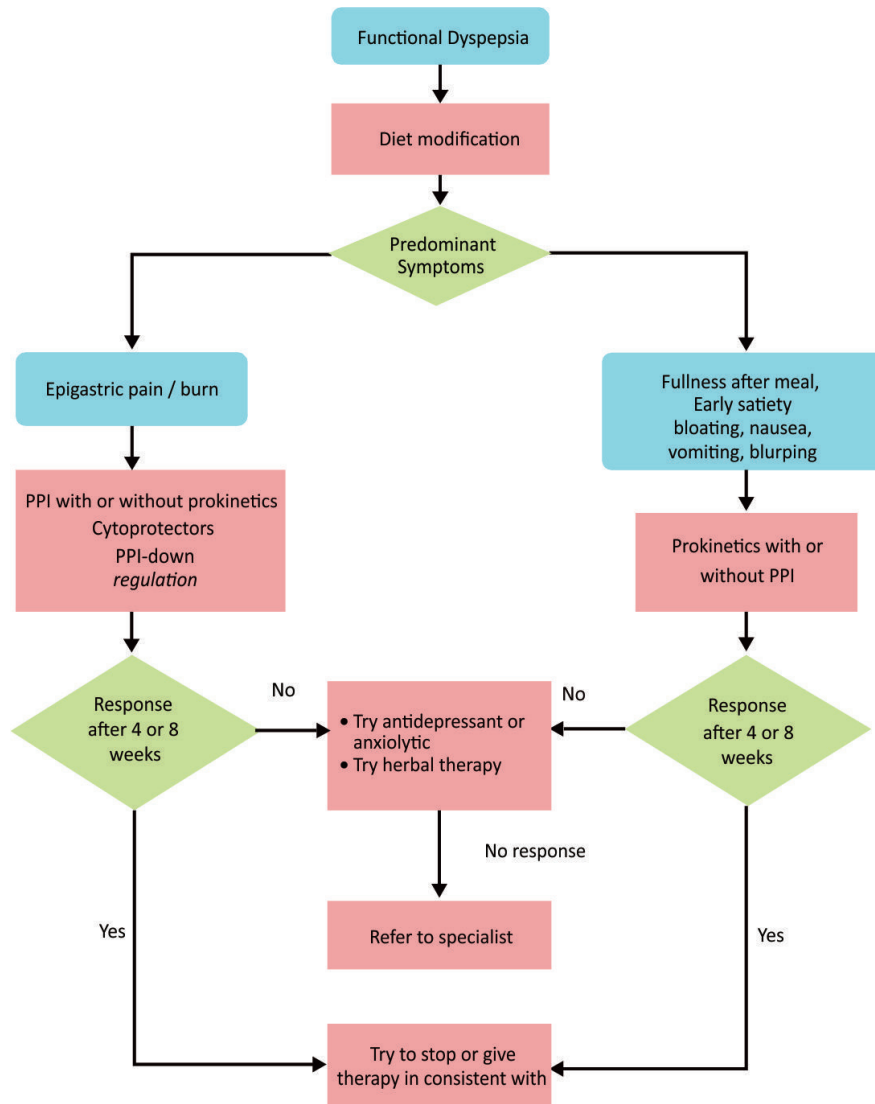 Functional Dyspepsia
Diet modification
Predominant
Symptoms
Epigastric pain / burn
Fullness after meal,
Early satiety
bloating, nausea,
vomiting, blurping
PPI with or without prokinetics
Cytoprotectors
PPI-down
regulation
Prokinetics with or
without PPI
Response
after 4 or 8
weeks
No
• Try antidepressant or
anxiolytic
• Try herbal therapy
No
Response
after 4 or 8
weeks
No response
Yes
Refer to specialist
Yes
Try to stop or give
therapy in consistent with